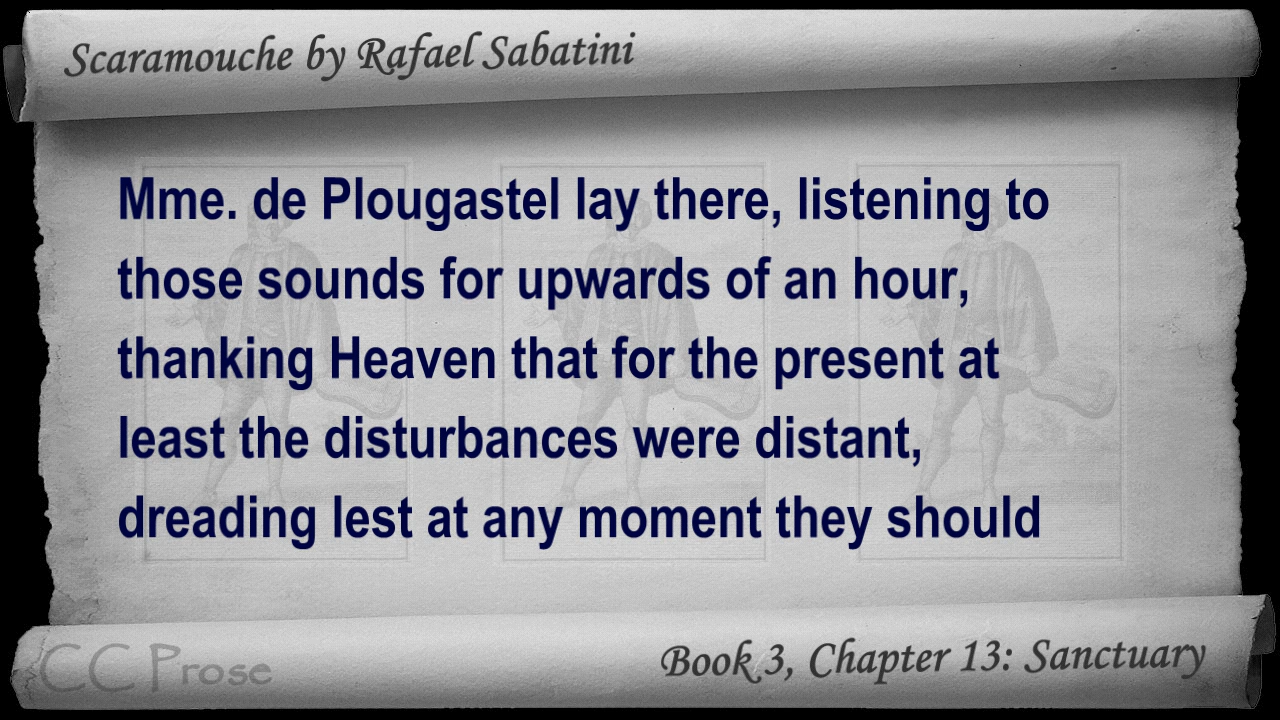 Scaramouche by Rafael Sabatini
Mme. de Plougastel lay there, listening to
those sounds for upwards of an hour,
thanking Heaven that for the present at
least the disturbances were distant,
dreading lest at any moment they should
CC Prose
Book 3, Chapter 13: Sanctuary